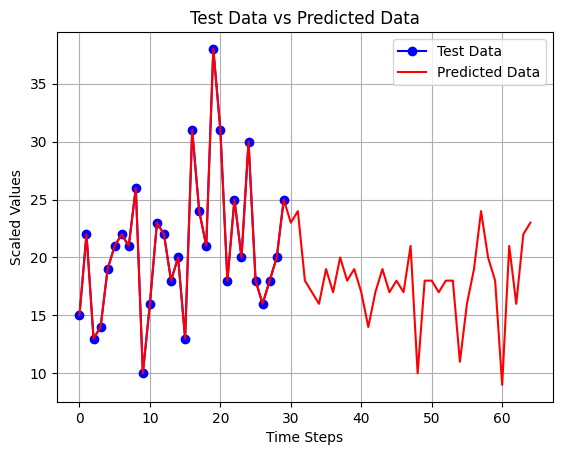 Test Data vs Predicted Data
Test Data
Predicted Data
Scaled Values
35
30
25
20
15
10
0 10 20 30 40 50 60
Time Steps